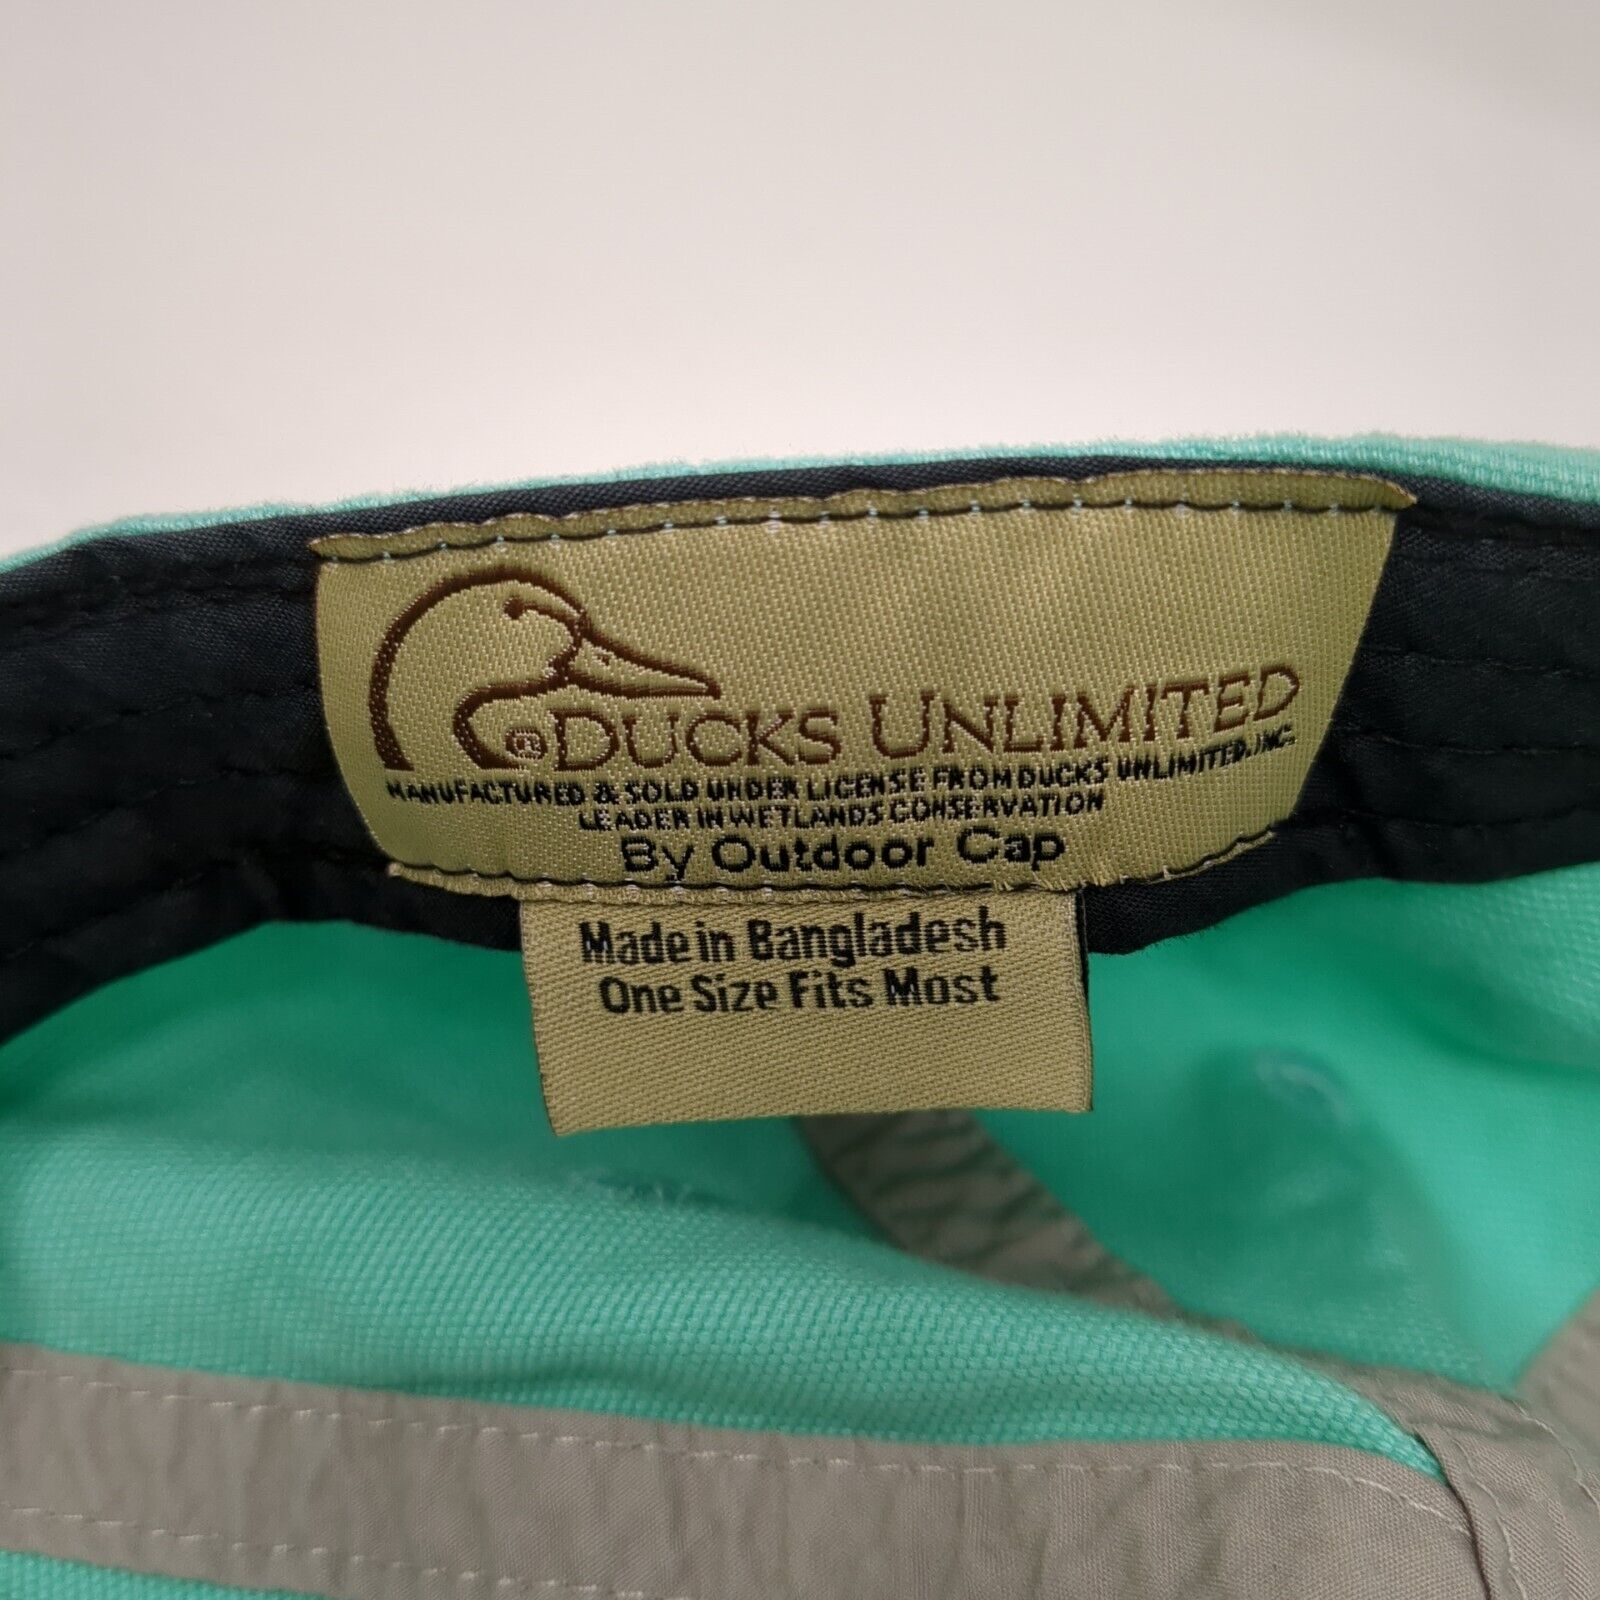 ® DUCKS UNLIMITED
MANUFACTURED & SOLD UNDER LICENSE FROM DUCKS UNLIMITED, INC.
LEADER IN WETLANDS CONSERVATION
By Outdoor Cap
Made in Bangladesh
One Size Fits Most